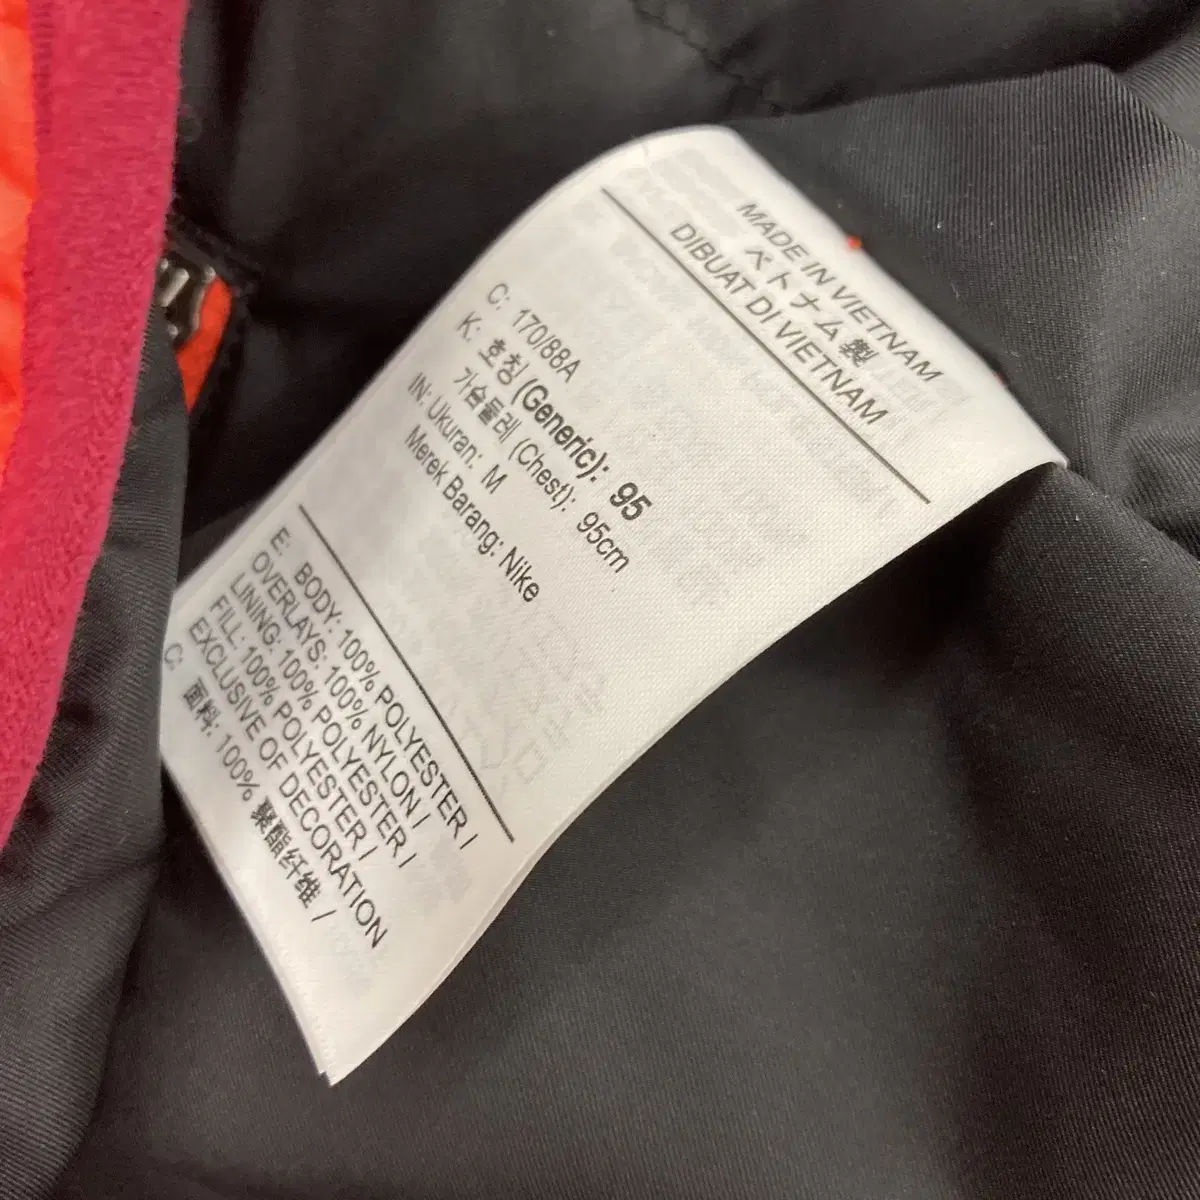 MADE IN VIETNAM
ベトナム製
DIBUAT DI VIETNAM
C: 170/88A
K: 호칭 (Generic): 95
가슴둘레 (Chest): 95cm
IN: Ukuran: M
Merek Barang: Nike
E: BODY: 100% POLYESTER /
OVERLAYS: 100% NYLON /
LINING: 100% POLYESTER /
FILL: 100% POLYESTER /
EXCLUSIVE OF DECORATION
C: 面料: 100% 聚酯纤维 /